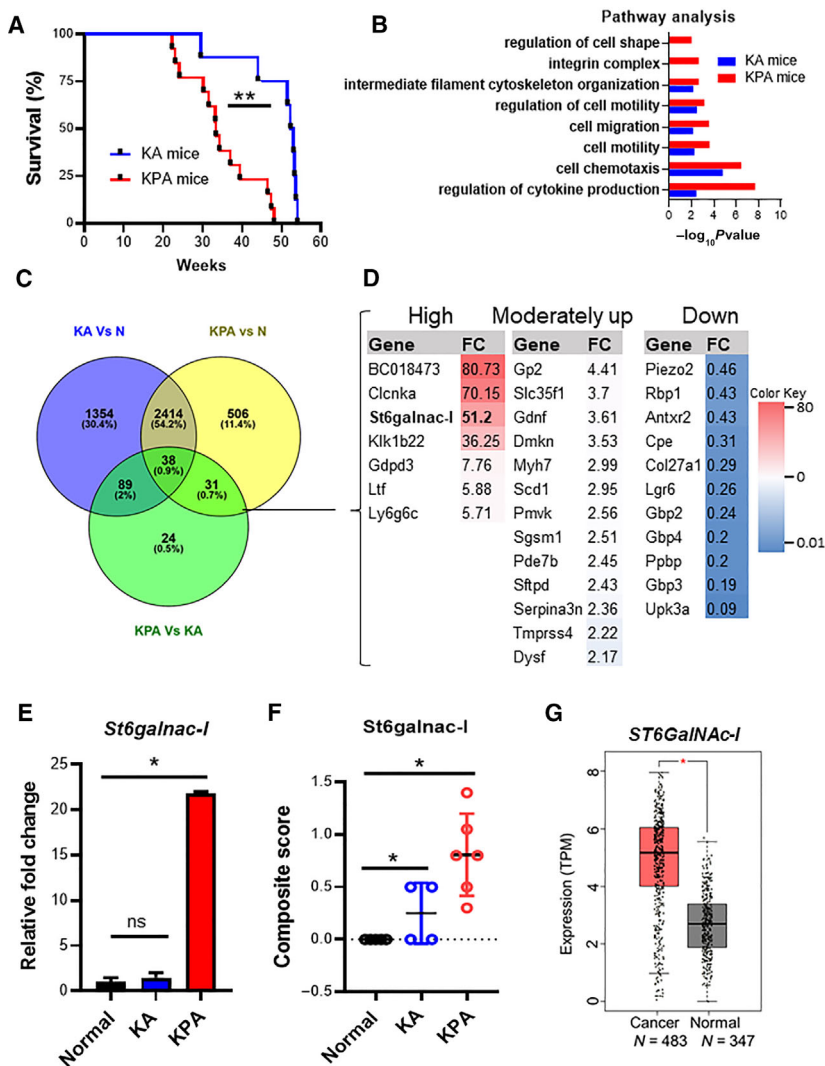 A
Survival (%)
100
75
50
25
0
**
KA mice
KPA mice
0 10 20 30 40 50 60
Weeks
B
Pathway analysis
regulation of cell shape
integrin complex
intermediate filament cytoskeleton organization
regulation of cell motility
cell migration
cell motility
cell chemotaxis
regulation of cytokine production
KA mice
KPA mice
0 2 4 6 8 10
–log10Pvalue
C
KA Vs N
KPA vs N
1354
(30.4%)
2414
(54.2%)
506
(11.4%)
38
(0.9%)
89
(2%)
31
(0.7%)
24
(0.5%)
KPA Vs KA
D
High
Gene FC
BC018473 80.73
Clcnka 70.15
St6galnac-I 51.2
Klk1b22 36.25
Gdpd3 7.76
Ltf 5.88
Ly6g6c 5.71
Moderately up
Gene FC
Gp2 4.41
Slc35f1 3.7
Gdnf 3.61
Dmkn 3.53
Myh7 2.99
Scd1 2.95
Pmvk 2.56
Sgsm1 2.51
Pde7b 2.45
Sftpd 2.43
Serpina3n 2.36
Tmprss4 2.22
Dysf 2.17
Down
Gene FC
Piezo2 0.46
Rbp1 0.43
Antxr2 0.43
Cpe 0.31
Col27a1 0.29
Lgr6 0.26
Gbp2 0.24
Gbp4 0.2
Ppbp 0.2
Gbp3 0.19
Upk3a 0.09
Color Key
80
0
0.01
E
St6galnac-I
Relative fold change
25
20
15
10
5
0
*
ns
Normal
KA
KPA
F
St6galnac-I
Composite score
1.5
1.0
0.5
0.0
–0.5
*
*
Normal
KA
KPA
G
ST6GalNAc-I
Expression (TPM)
8
6
4
2
0
*
Cancer Normal
N = 483 N = 347